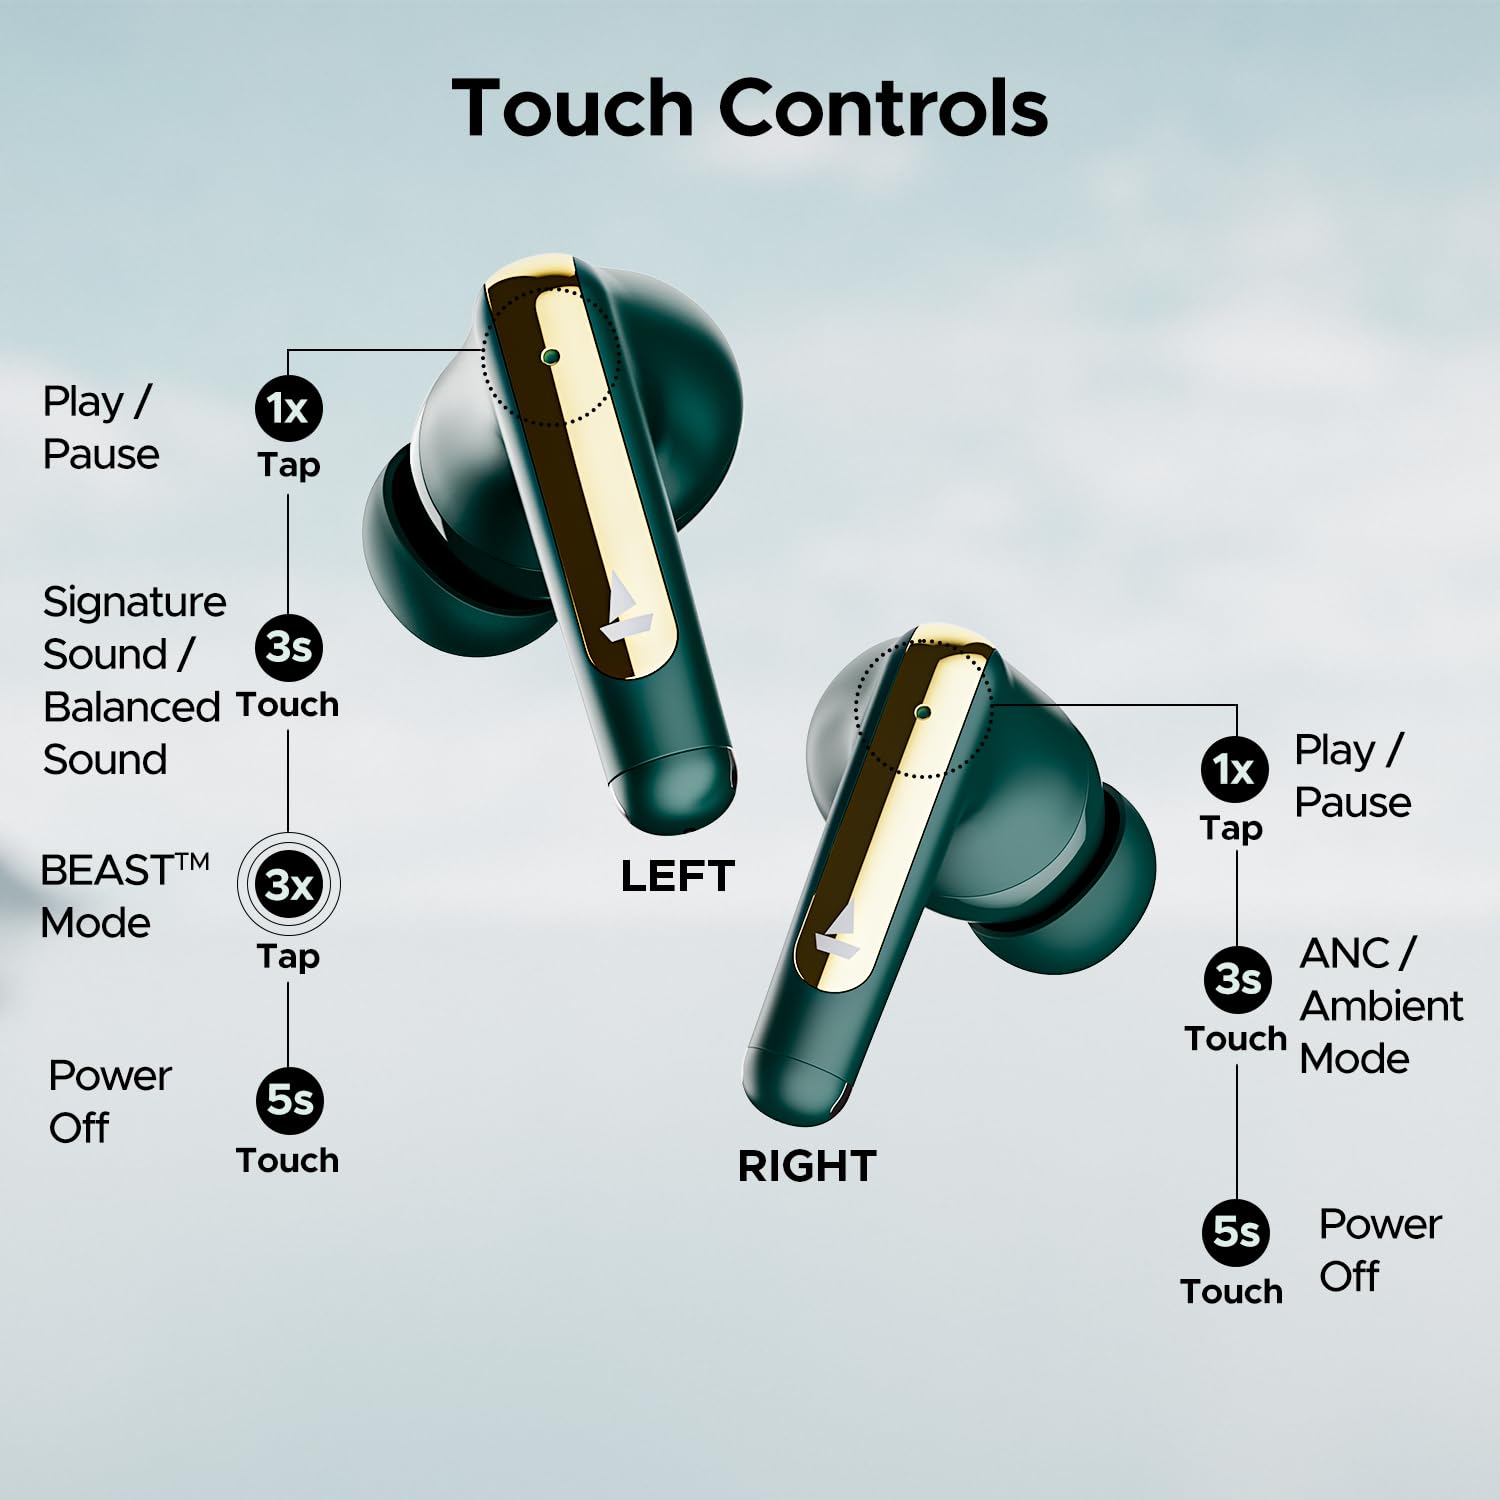 Touch Controls
Play /
Pause
1x
Tap
Signature
Sound /
Balanced
Sound
3s
Touch
BEAST™
Mode
3x
Tap
Power
Off
5s
Touch
LEFT
RIGHT
1x
Tap
Play /
Pause
3s
Touch
ANC /
Ambient
Mode
5s
Touch
Power
Off